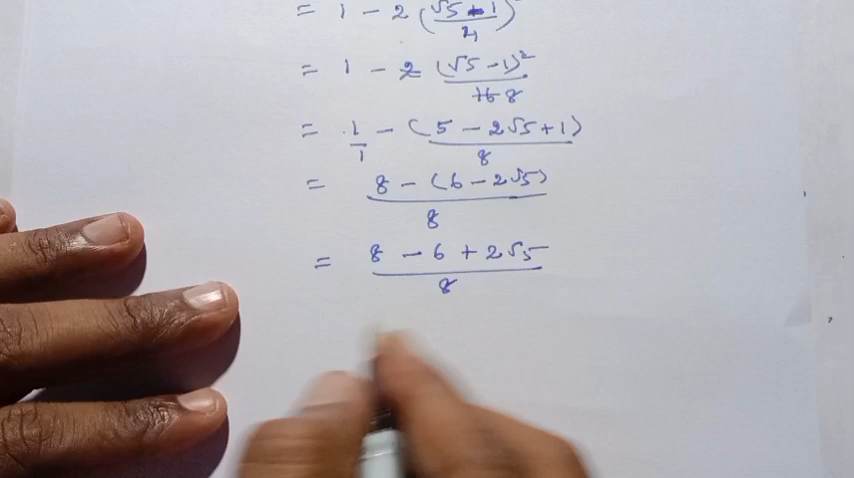 = 1 - 2 (√5-1/4)²
= 1 - 2 (√5-1)²/16 8
= 1/1 - (5-2√5+1)/8
= 8-(6-2√5)/8
= 8-6+2√5/8